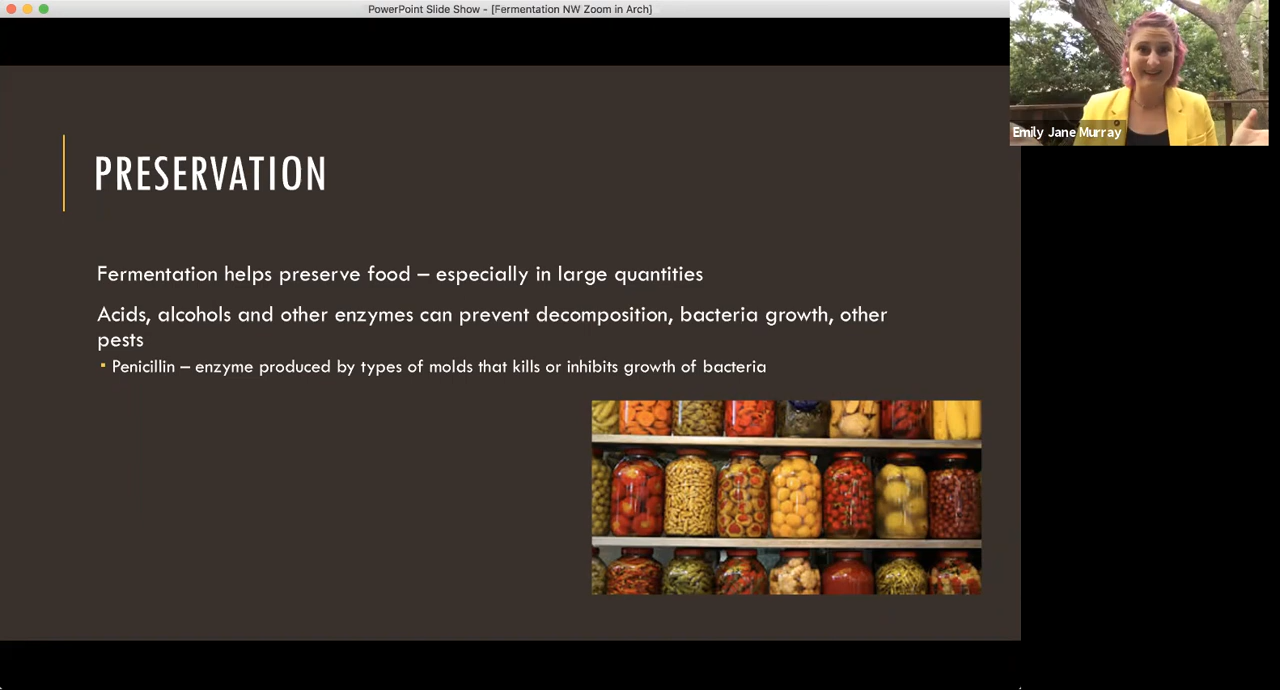 PowerPoint Slide Show - [Fermentation NW Zoom in Arch]
Emily Jane Murray
PRESERVATION
Fermentation helps preserve food – especially in large quantities
Acids, alcohols and other enzymes can prevent decomposition, bacteria growth, other
pests
▪ Penicillin – enzyme produced by types of molds that kills or inhibits growth of bacteria